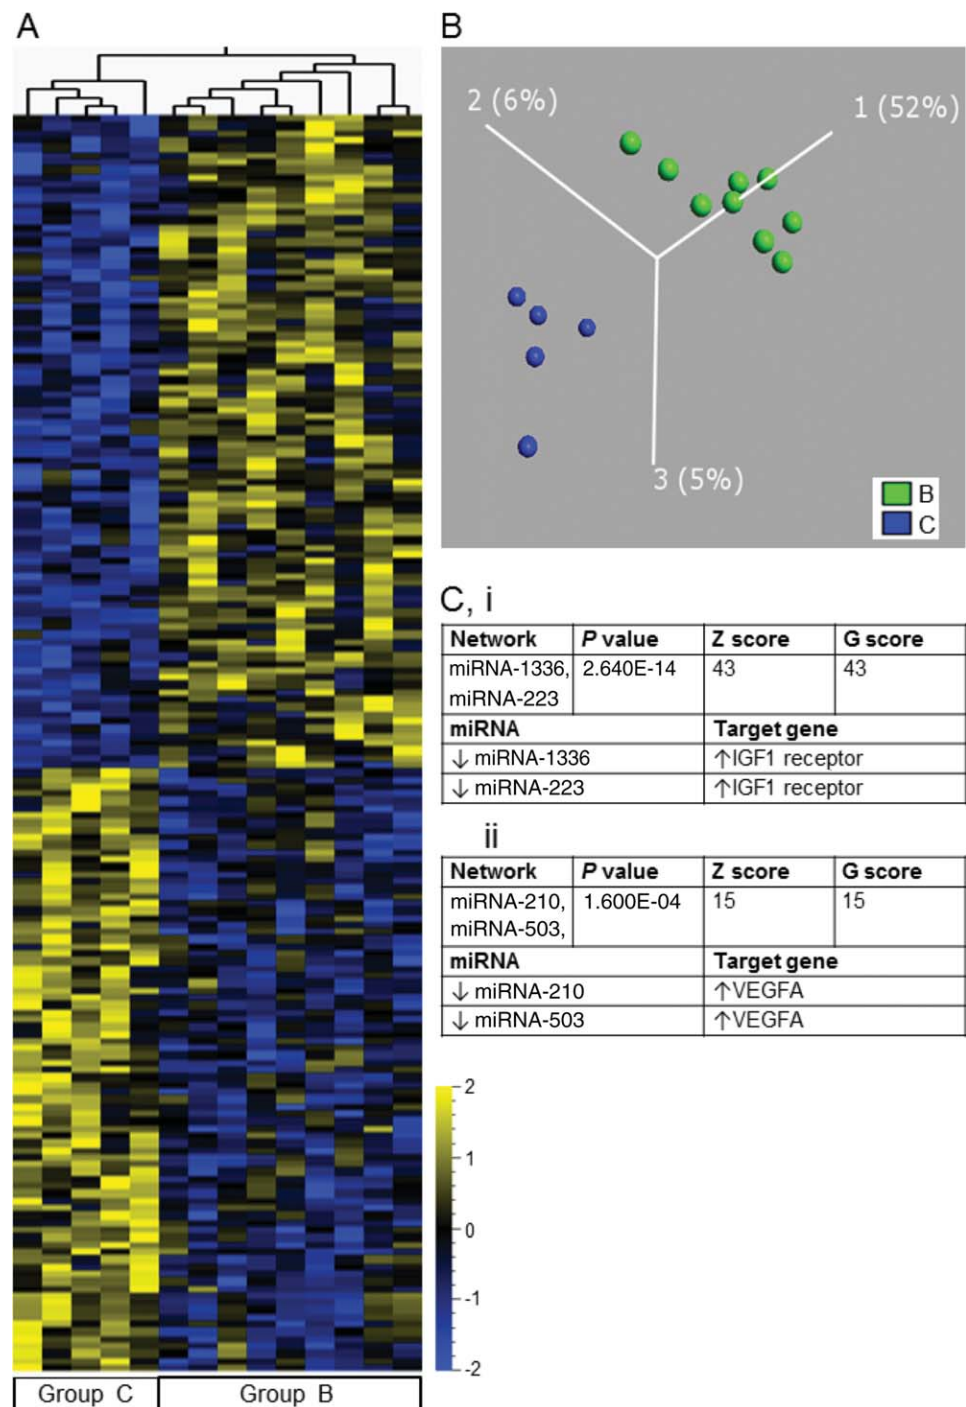 A
B
2 (6%)
1 (52%)
3 (5%)
B
C
C, i
Network P value Z score G score
miRNA-1336, 2.640E-14 43 43
miRNA-223
miRNA Target gene
↓ miRNA-1336 ↑IGF1 receptor
↓ miRNA-223 ↑IGF1 receptor
ii
Network P value Z score G score
miRNA-210, 1.600E-04 15 15
miRNA-503,
miRNA Target gene
↓ miRNA-210 ↑VEGFA
↓ miRNA-503 ↑VEGFA
2
1
0
-1
-2
Group C Group B